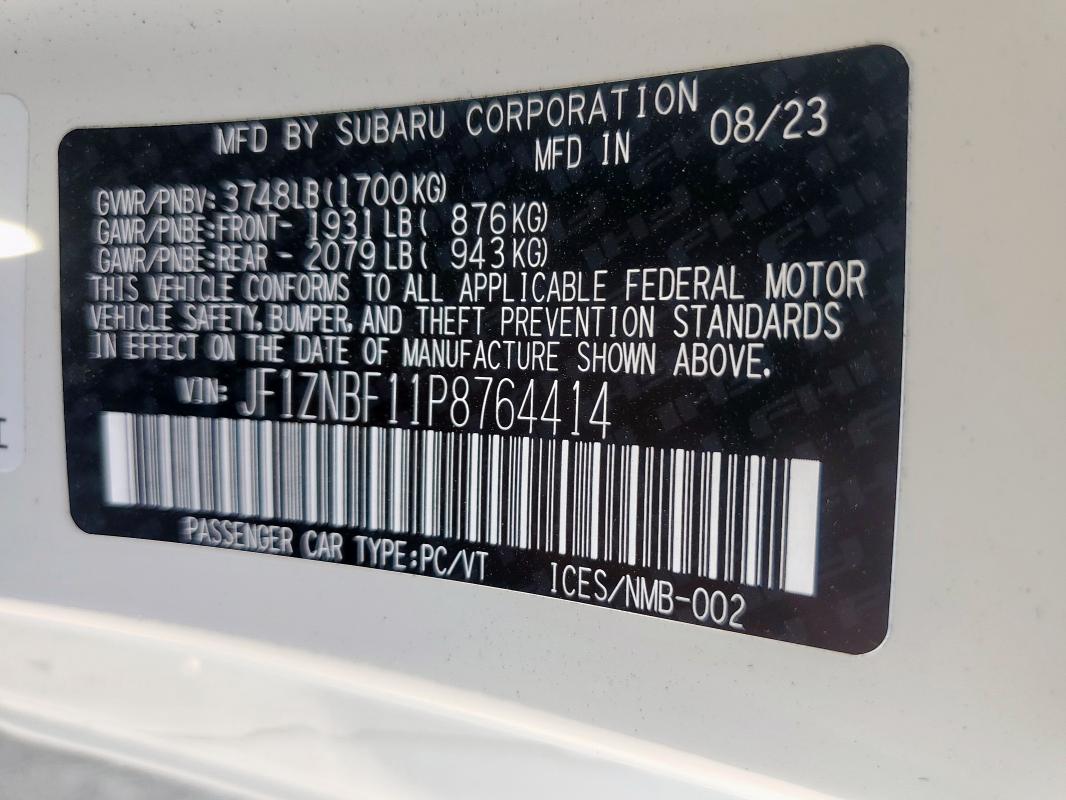 MFD BY SUBARU CORPORATION 08/23
MFD IN
GVWR/PNBV: 3748LB(1700KG)
GAWR/PNBE:FRONT- 1931LB( 876KG)
GAWR/PNBE:REAR - 2079LB( 943KG)
THIS VEHICLE CONFORMS TO ALL APPLICABLE FEDERAL MOTOR
VEHICLE SAFETY, BUMPER, AND THEFT PREVENTION STANDARDS
IN EFFECT ON THE DATE OF MANUFACTURE SHOWN ABOVE.
VIN: JF1ZNBF11P8764414
PASSENGER CAR TYPE:PC/VT
ICES/NMB-002